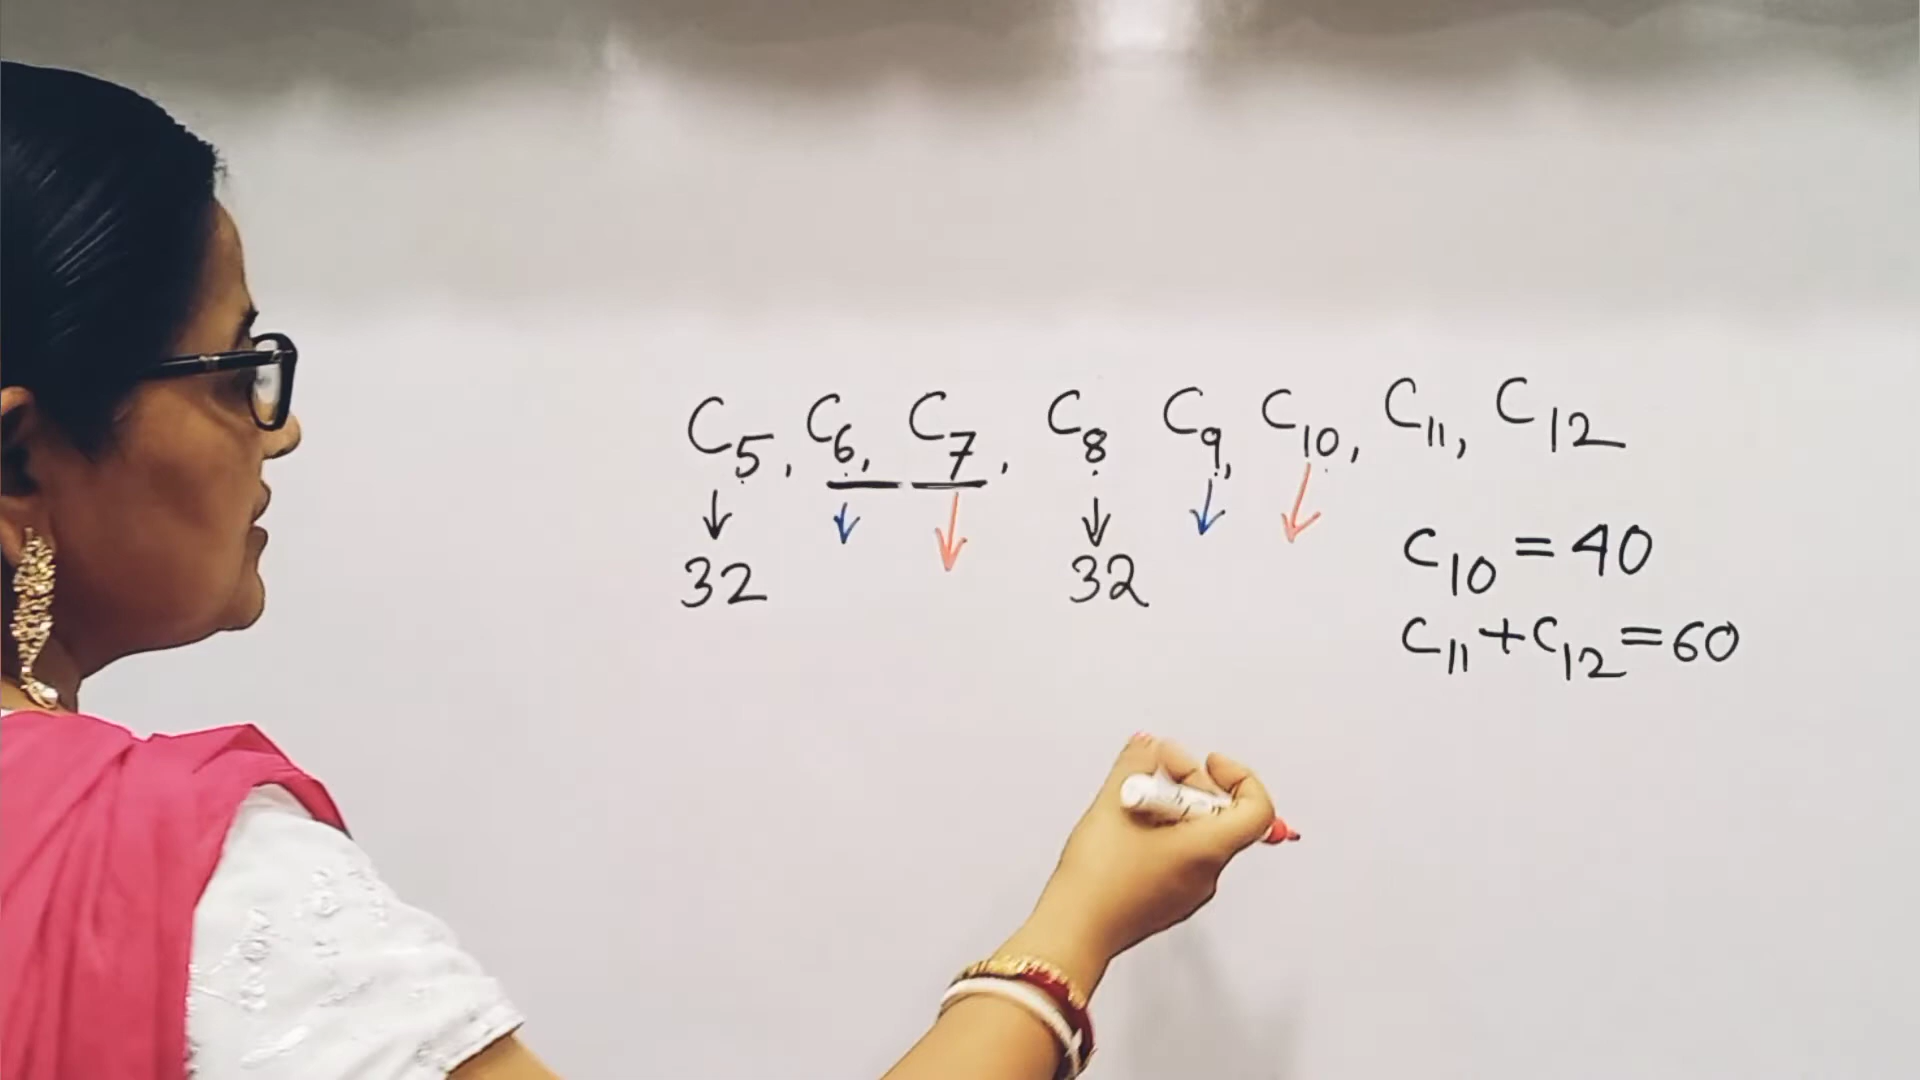 C₅, C₆, C₇, C₈ C₉, C₁₀, C₁₁, C₁₂
↓ ↓ ↓ ↓ ↓ ↓
32 32
C₁₀ = 40
C₁₁ + C₁₂ = 60